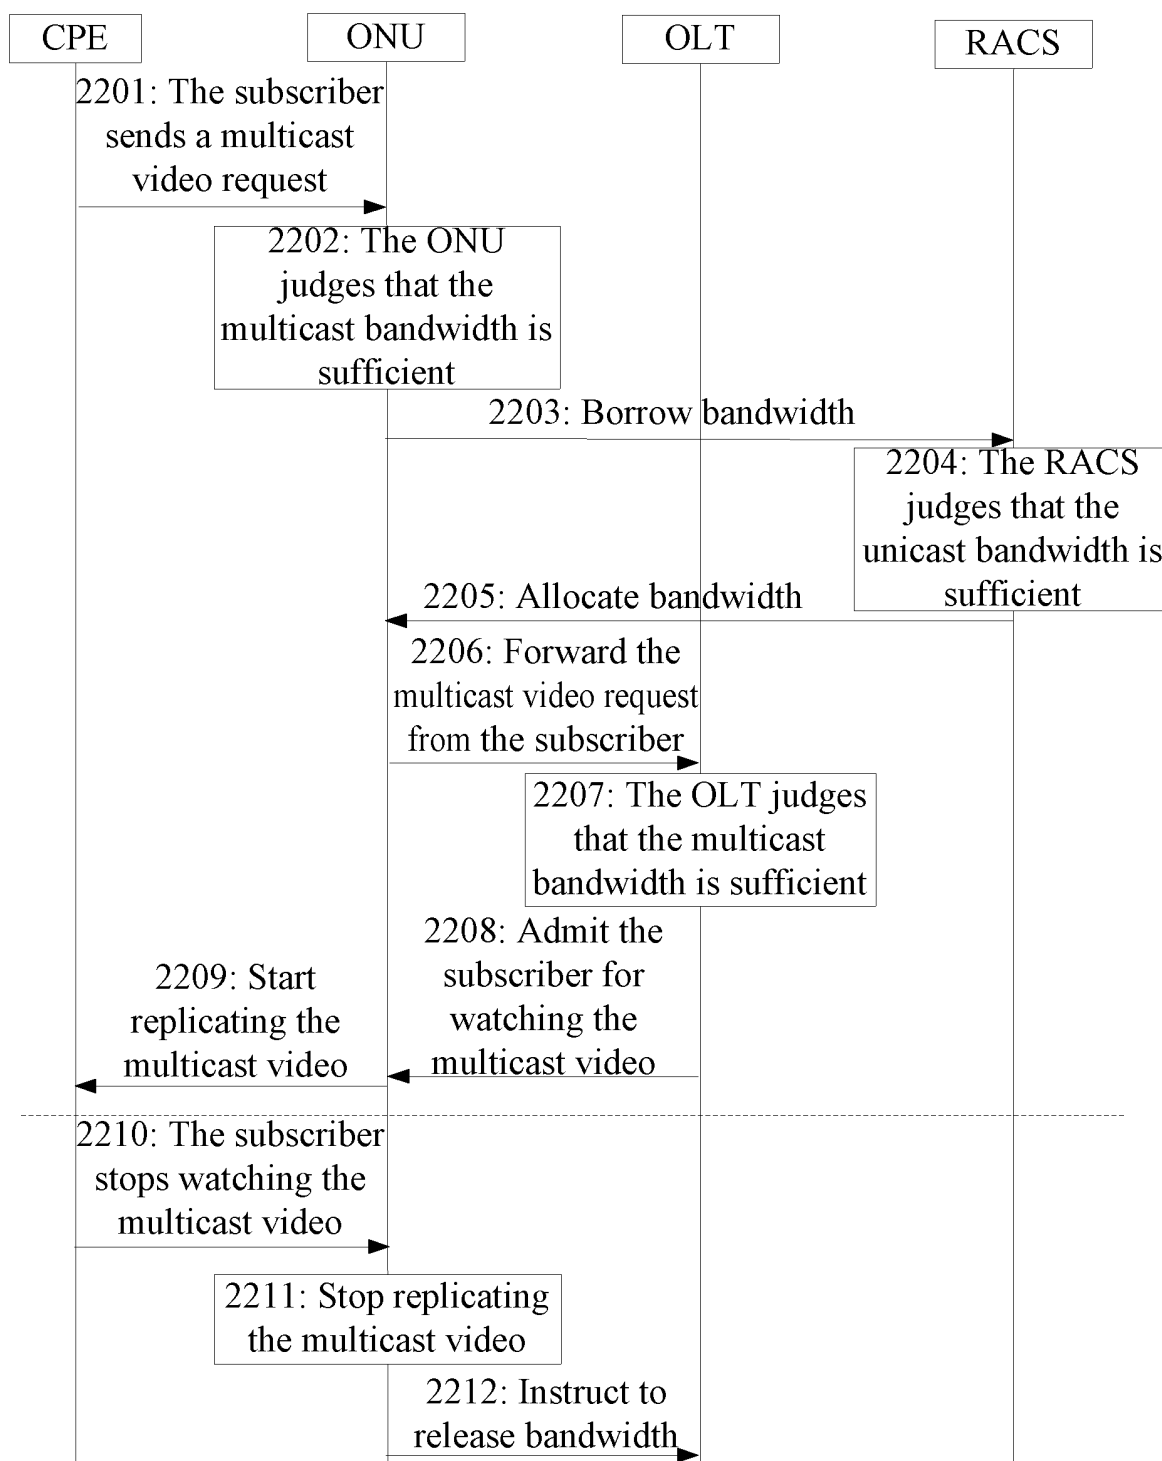 CPE
ONU
OLT
RACS
2201: The subscriber
sends a multicast
video request
2202: The ONU
judges that the
multicast bandwidth is
sufficient
2203: Borrow bandwidth
2204: The RACS
judges that the
unicast bandwidth is
sufficient
2205: Allocate bandwidth
2206: Forward the
multicast video request
from the subscriber
2207: The OLT judges
that the multicast
bandwidth is sufficient
2208: Admit the
subscriber for
watching the
multicast video
2209: Start
replicating the
multicast video
2210: The subscriber
stops watching the
multicast video
2211: Stop replicating
the multicast video
2212: Instruct to
release bandwidth